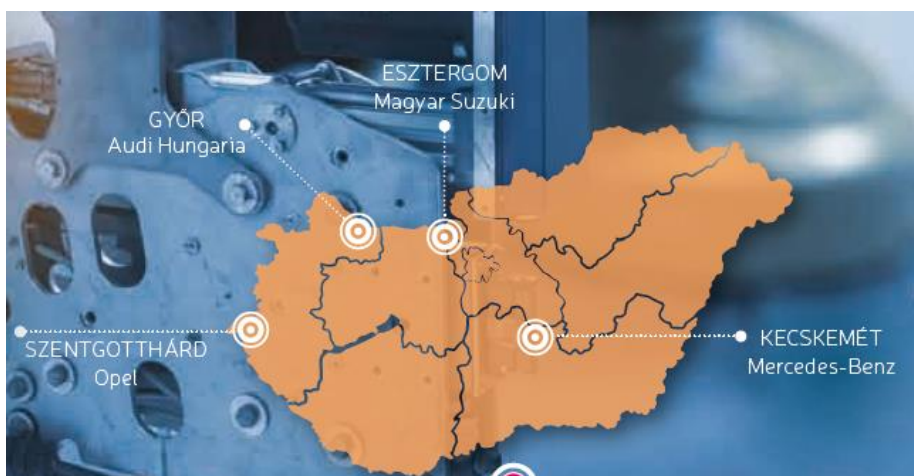 ESZTERGOM
Magyar Suzuki
GYŐR
Audi Hungaria
SZENTGOTTHÁRD
Opel
KECSKEMÉT
Mercedes-Benz